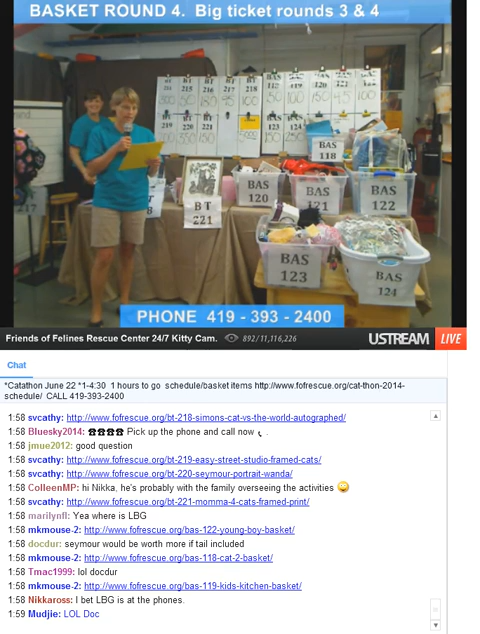 BASKET ROUND 4. Big ticket rounds 3 & 4
BT 216
BT 217
BT 218
219
220
221
123
124
BAS 118
BAS 120
BAS 121
BAS 122
BT 221
BAS 123
BAS 124
PHONE 419 - 393 - 2400
Friends of Felines Rescue Center 24/7 Kitty Cam. 892/11,116,226 USTREAM LIVE
Chat
*Catathon June 22 *1-4:30 1 hours to go schedule/basket items http://www.fofrescue.org/cat-thon-2014-
schedule/ CALL 419-393-2400
1:58 svcathy: http://www.fofrescue.org/bt-218-simons-cat-vs-the-world-autographed/
1:58 Bluesky2014: ☎☎☎☎ Pick up the phone and call now .
1:58 jmue2012: good question
1:58 svcathy: http://www.fofrescue.org/bt-219-easy-street-studio-framed-cats/
1:58 svcathy: http://www.fofrescue.org/bt-220-seymour-portrait-wanda/
1:58 ColleenMP: hi Nikka, he's probably with the family overseeing the activities
1:58 svcathy: http://www.fofrescue.org/bt-221-momma-4-cats-framed-print/
1:58 marilynfl: Yea where is LBG
1:58 mkmouse-2: http://www.fofrescue.org/bas-122-young-boy-basket/
1:58 docdur: seymour would be worth more if tail included
1:58 mkmouse-2: http://www.fofrescue.org/bas-118-cat-2-basket/
1:58 Tmac1999: lol docdur
1:58 mkmouse-2: http://www.fofrescue.org/bas-119-kids-kitchen-basket/
1:58 Nikkaross: I bet LBG is at the phones.
1:59 Mudjie: LOL Doc